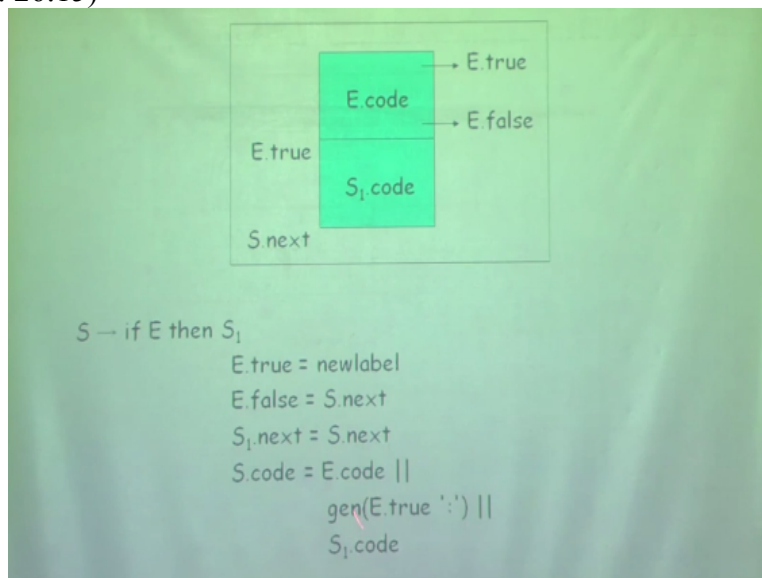 E.true
E.code
E.false
E.true
S₁.code
S.next
S → if E then S₁
E.true = newlabel
E.false = S.next
S₁.next = S.next
S.code = E.code ||
gen(E.true ':') ||
S₁.code